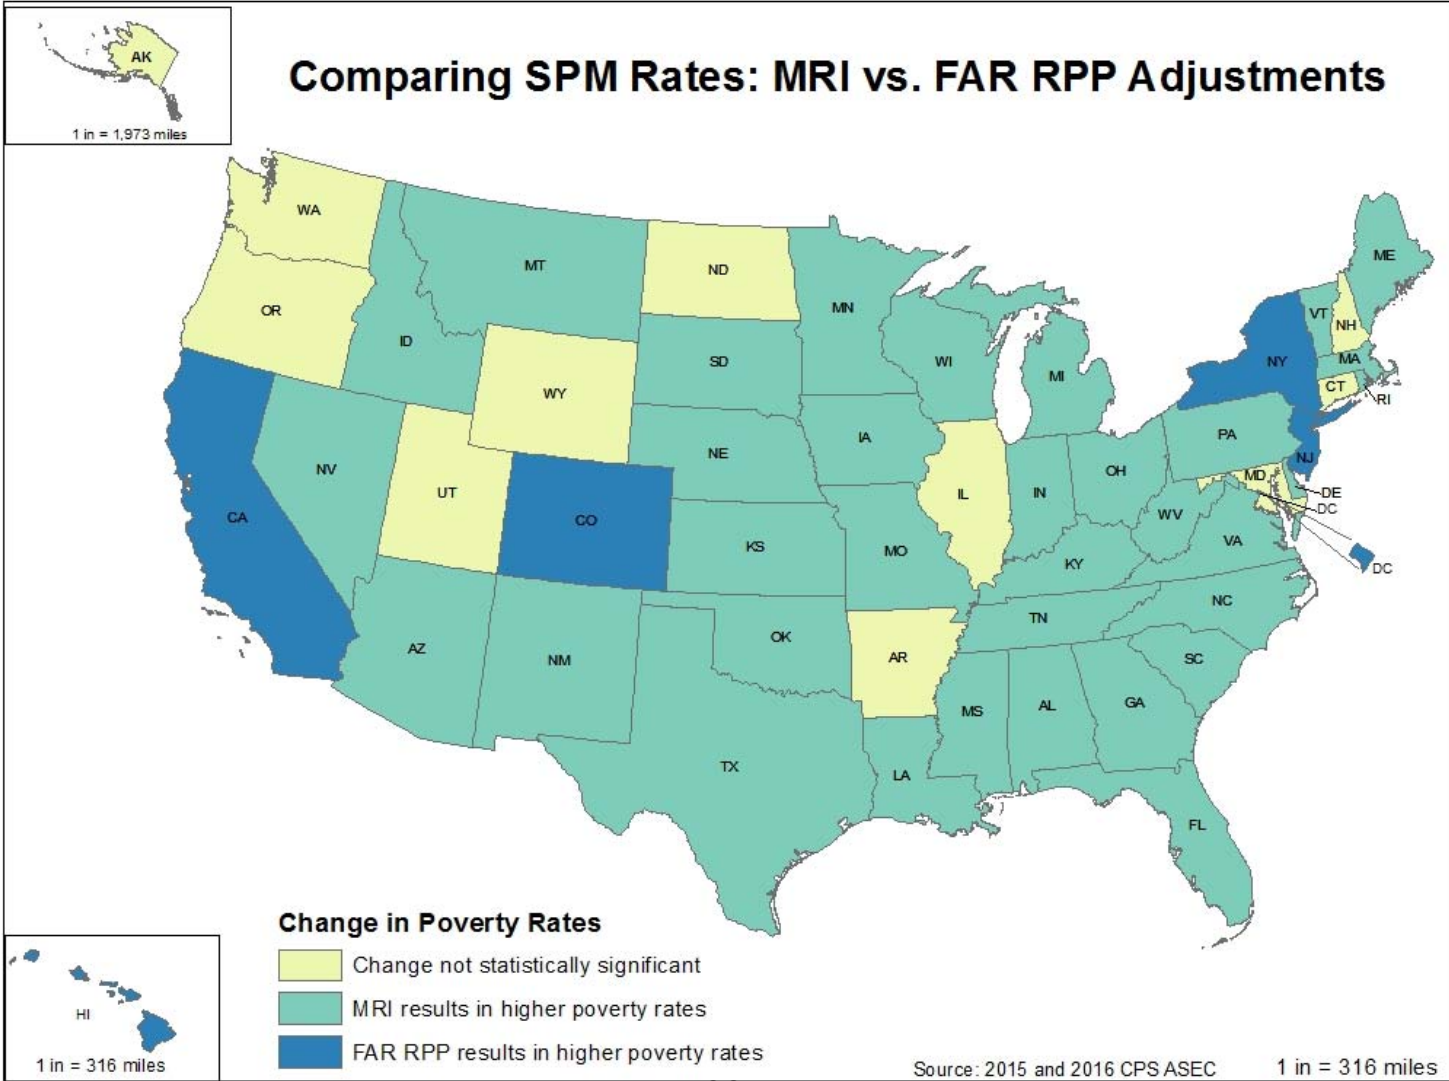 AK
1 in = 1,973 miles
Comparing SPM Rates: MRI vs. FAR RPP Adjustments
WA
MT
ND
MN
ME
OR
ID
SD
WI
MI
VT
NH
NY
MA
CT
RI
WY
NE
IA
PA
NJ
NV
UT
CO
IL
IN
OH
MD
DE
DC
CA
KS
MO
WV
VA
KY
DC
AZ
NM
OK
AR
TN
NC
SC
MS
AL
GA
TX
LA
FL
Change in Poverty Rates
Change not statistically significant
MRI results in higher poverty rates
FAR RPP results in higher poverty rates
HI
1 in = 316 miles
Source: 2015 and 2016 CPS ASEC
1 in = 316 miles